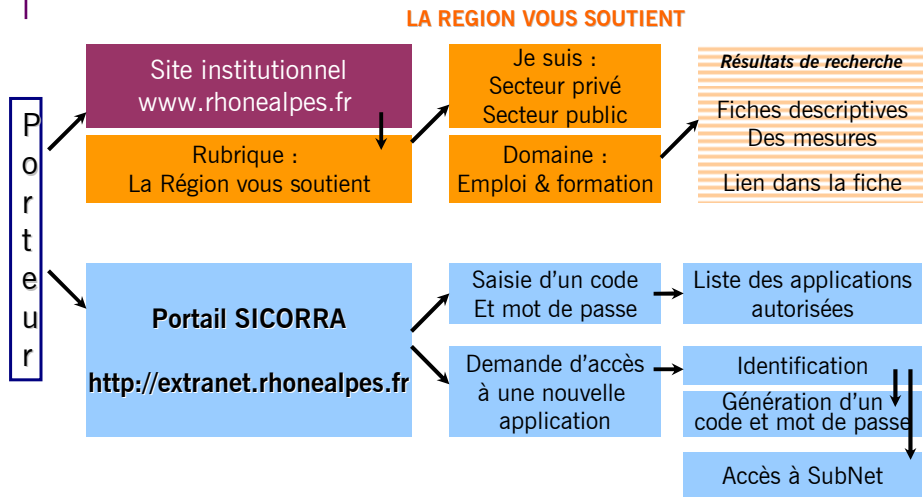 LA REGION VOUS SOUTIENT
Porteur
Site institutionnel
www.rhonealpes.fr
Rubrique :
La Région vous soutient
Je suis :
Secteur privé
Secteur public
Domaine :
Emploi & formation
Résultats de recherche
Fiches descriptives
Des mesures
Lien dans la fiche
Portail SICORRA
http://extranet.rhonealpes.fr
Saisie d'un code
Et mot de passe
Liste des applications
autorisées
Demande d'accès
à une nouvelle
application
Identification
Génération d'un
code et mot de passe
Accès à SubNet